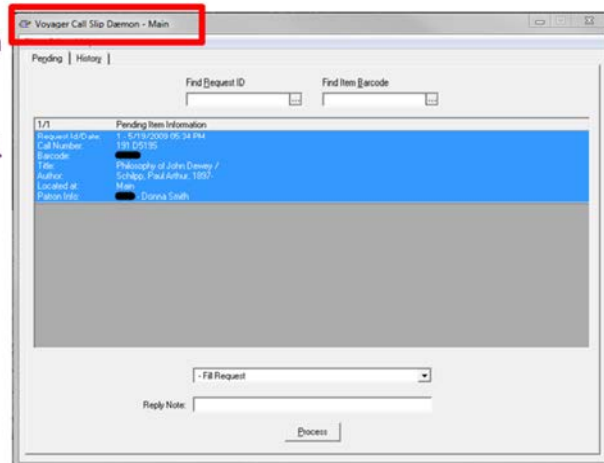 Voyager Call Slip Dæmon - Main
Pending History
Find Request ID Find Item Barcode
... ...
1/1 Pending Item Information
Request Id/Date: 1 - 5/19/2009 05:34 PM
Call Number: 191 D5195
Barcode:
Title: Philosophy of John Dewey /
Author: Schilpp, Paul Arthur, 1897-
Located at: Main
Patron Info: - Donna Smith
- Fill Request
Reply Note:
Process